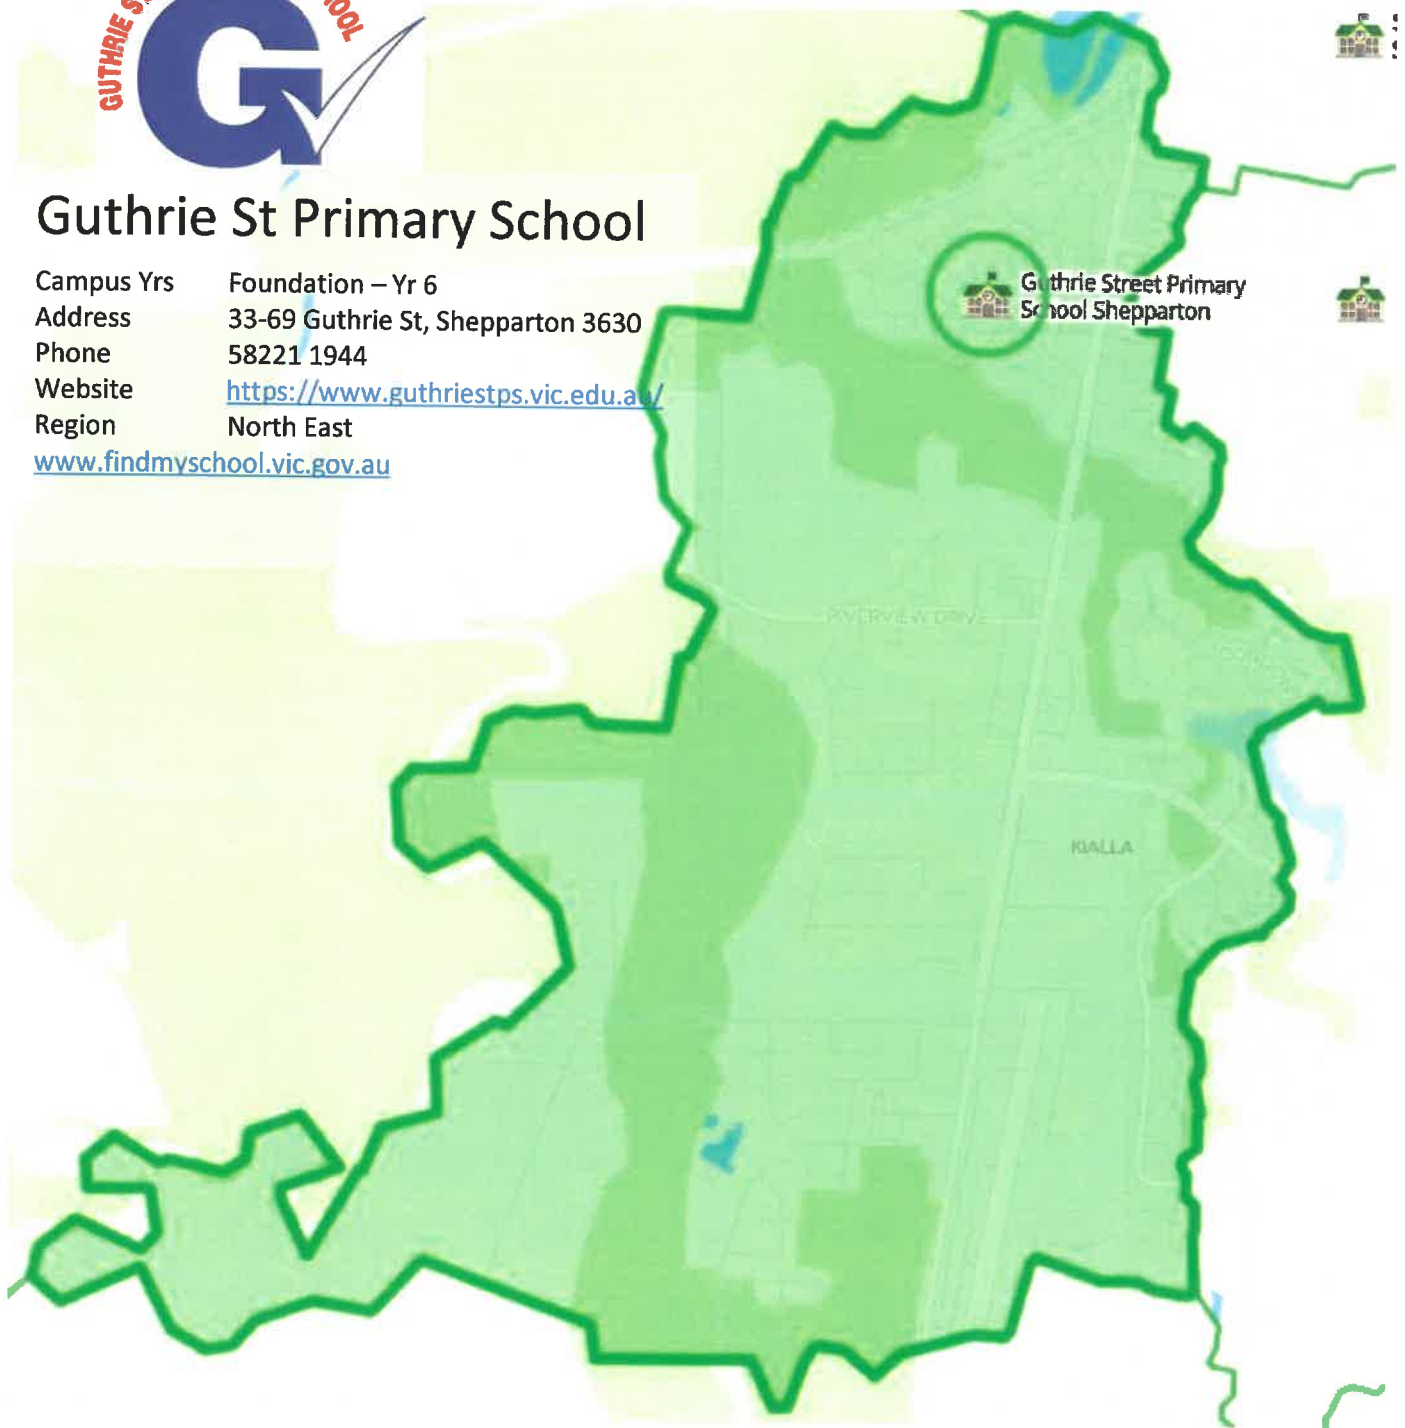 GUTHRIE
G
Guthrie St Primary School
Campus Yrs Foundation – Yr 6
Address 33-69 Guthrie St, Shepparton 3630
Phone 58221 1944
Website https://www.guthriestps.vic.edu.au/
Region North East
www.findmyschool.vic.gov.au
Guthrie Street Primary
School Shepparton
RIVERVIEW DRIVE
KIALLA